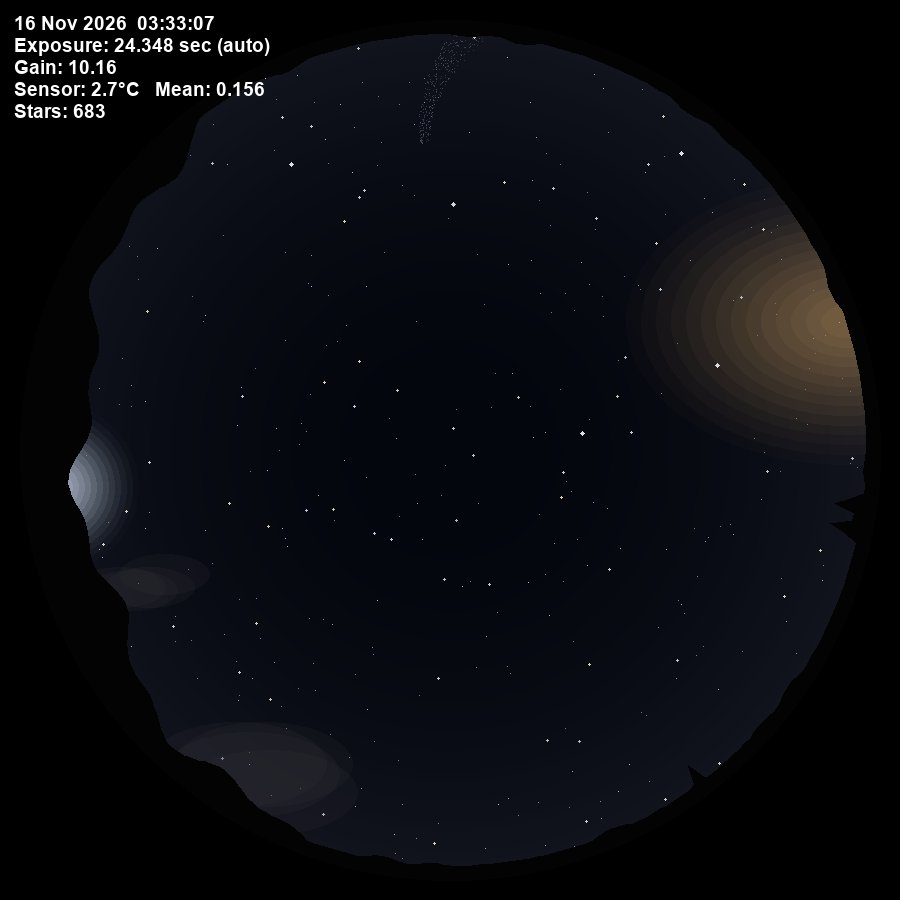 16 Nov 2026  03:33:07
Exposure: 24.348 sec (auto)
Gain: 10.16
Sensor: 2.7°C   Mean: 0.156
Stars: 683